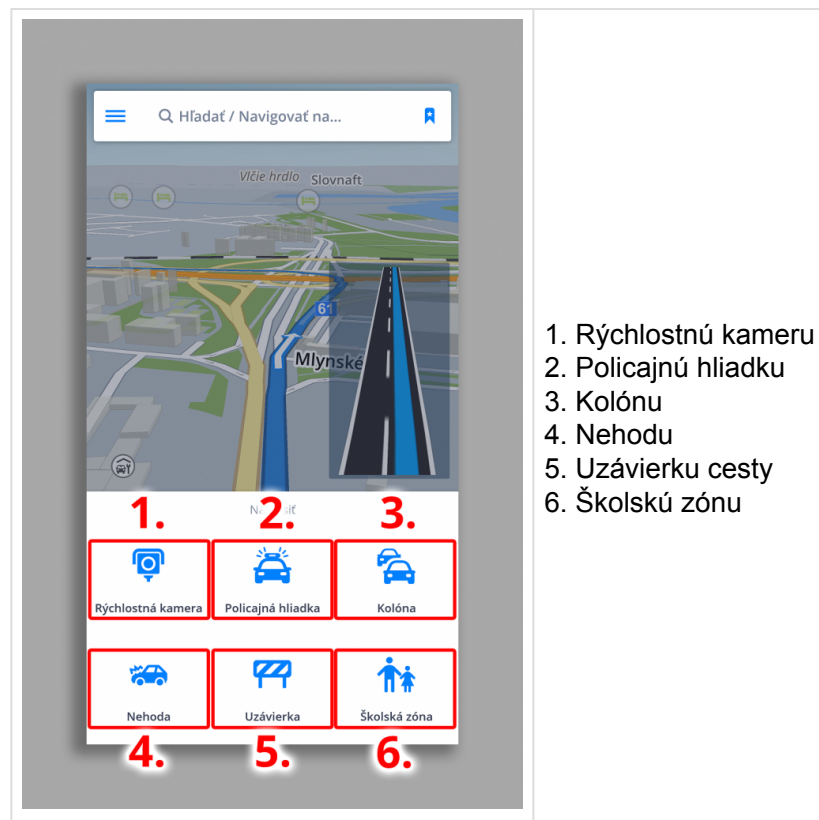 Hľadať / Navigovať na...
Vlčie hrdlo
Slovnaft
61
Mlynské
1.
2.
3.
Rýchlostná kamera
Policajná hliadka
Kolóna
Nehoda
Uzávierka
Školská zóna
4.
5.
6.
1. Rýchlostnú kameru
2. Policajnú hliadku
3. Kolónu
4. Nehodu
5. Uzávierku cesty
6. Školskú zónu